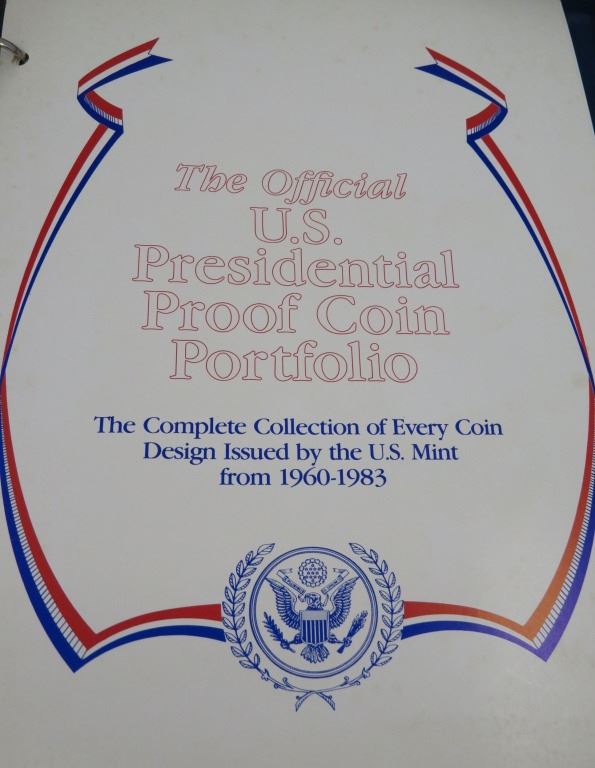 The Official
U.S.
Presidential
Proof Coin
Portfolio
The Complete Collection of Every Coin
Design Issued by the U.S. Mint
from 1960-1983